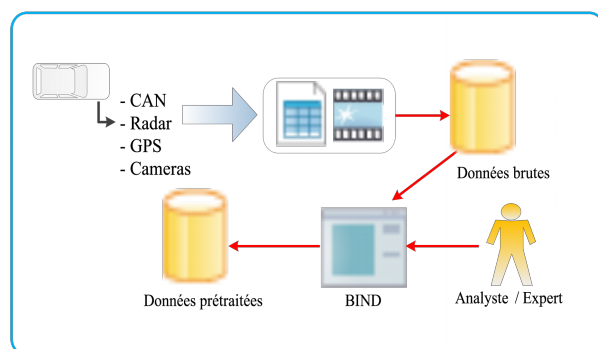 - CAN
- Radar
- GPS
- Cameras
Données brutes
Données prétraitées
BIND
Analyste / Expert